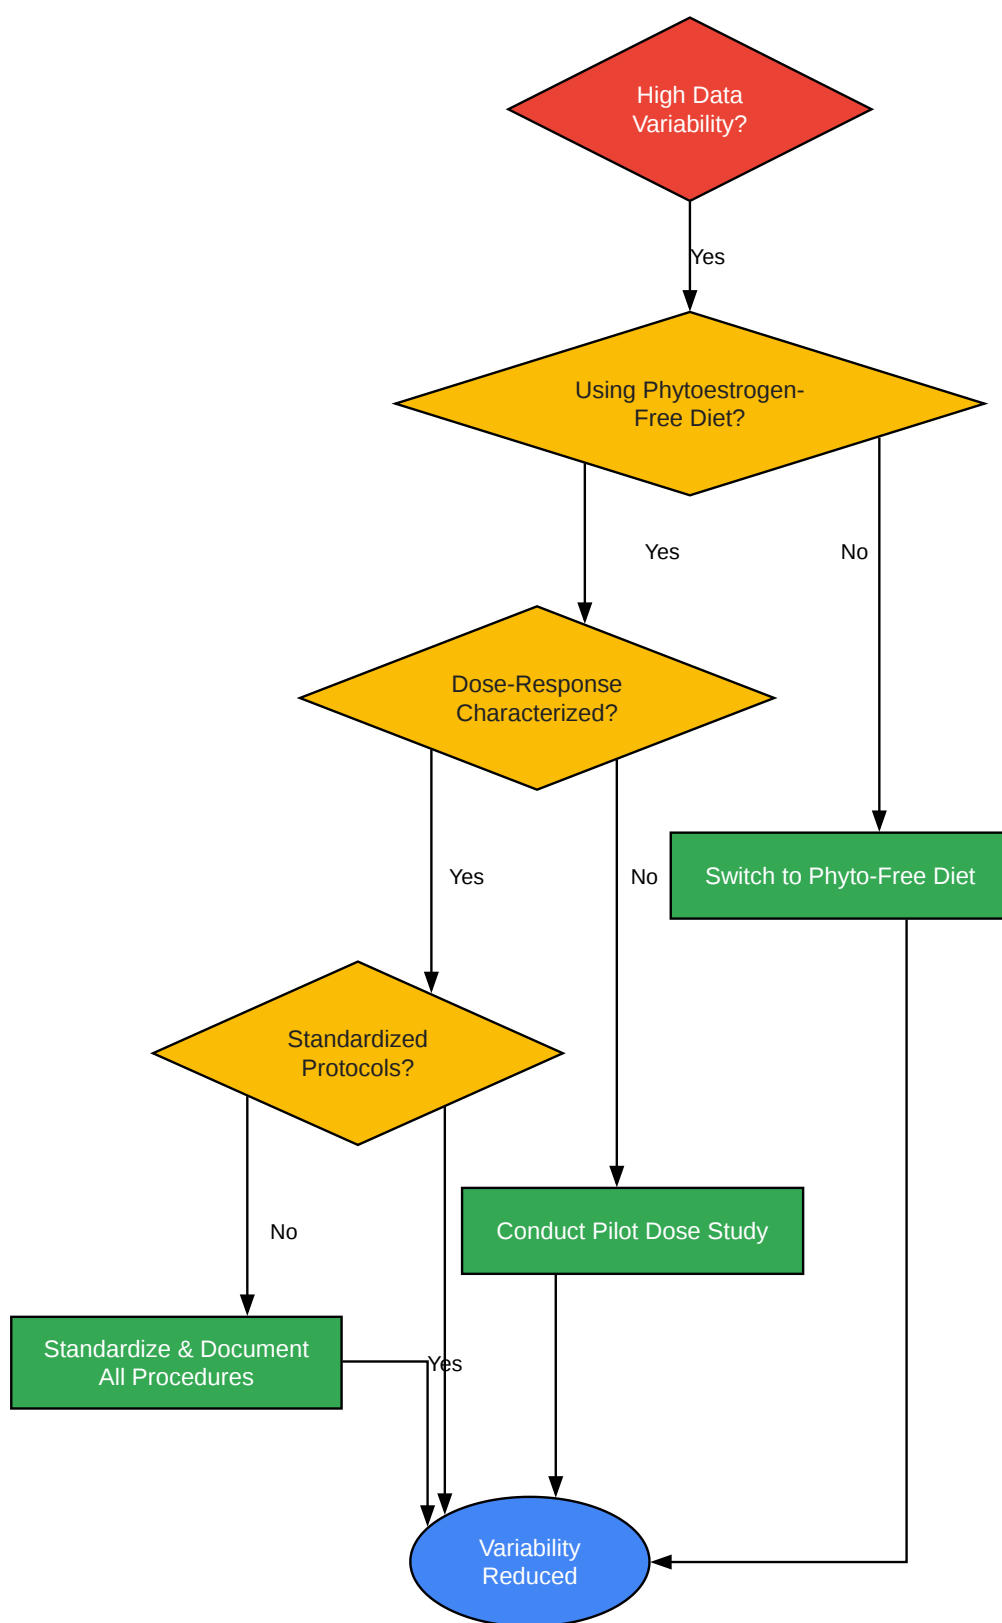 High Data
Variability?
Yes
Using Phytoestrogen-
Free Diet?
Yes
No
Dose-Response
Characterized?
Yes
No
Switch to Phyto-Free Diet
Standardized
Protocols?
No
Conduct Pilot Dose Study
Standardize & Document
All Procedures
Yes
Variability
Reduced